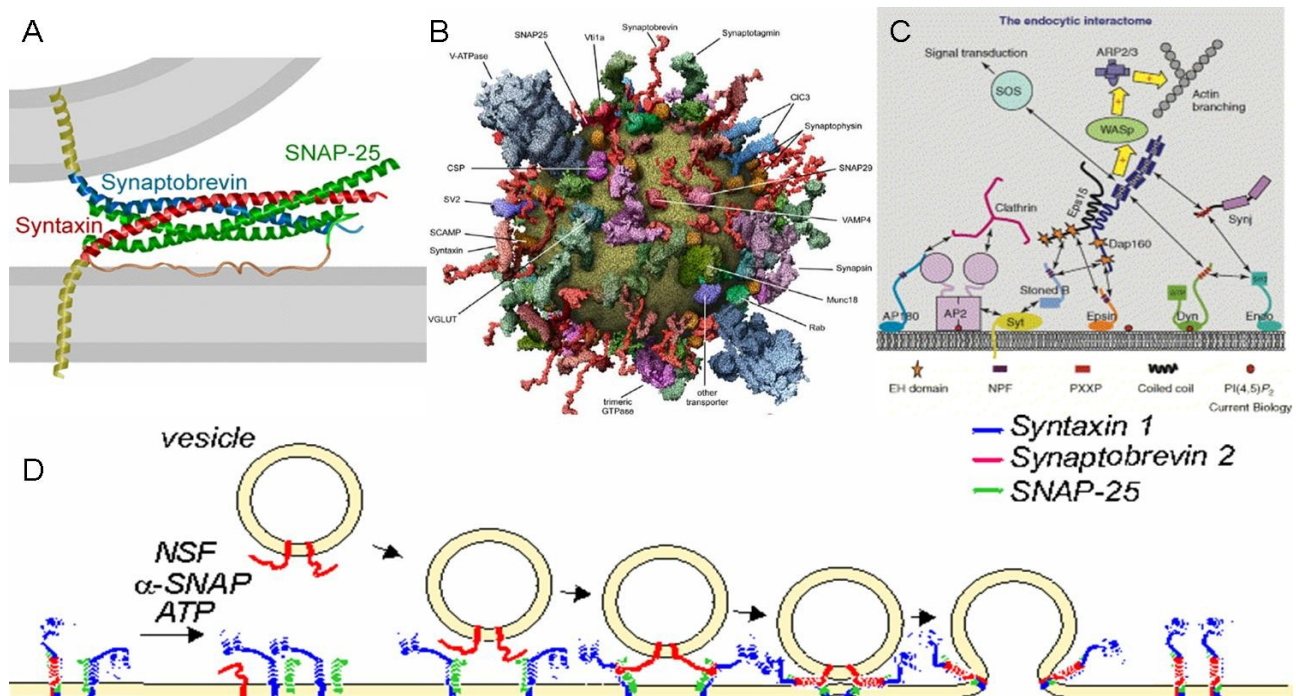 A
SNAP-25
Synaptobrevin
Syntaxin
B
V-ATPase
SNAP25
Vti1a
Synaptobrevin
Synaptotagmin
ClC3
Synaptophysin
SNAP29
VAMP4
Synapsin
Munc18
Rab
other
transporter
trimeric
GTPase
VGLUT
Syntaxin
SCAMP
SV2
CSP
C
The endocytic interactome
Signal transduction
ARP2/3
SOS
Actin
branching
WASp
Eps15
Clathrin
Synj
Dap160
Stoned B
AP180
AP2
Syt
Epsin
Dyn
Endo
EH domain
NPF
PXXP
Coiled coil
PI(4,5)P2
Current Biology
D
vesicle
Syntaxin 1
Synaptobrevin 2
SNAP-25
NSF
α-SNAP
ATP